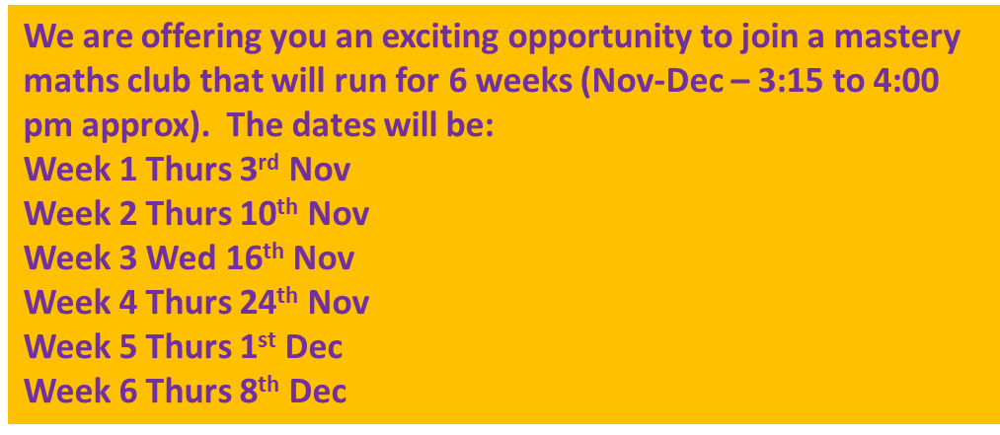 We are offering you an exciting opportunity to join a mastery
maths club that will run for 6 weeks (Nov-Dec – 3:15 to 4:00
pm approx).  The dates will be:
Week 1 Thurs 3rd Nov
Week 2 Thurs 10th Nov
Week 3 Wed 16th Nov
Week 4 Thurs 24th Nov
Week 5 Thurs 1st Dec
Week 6 Thurs 8th Dec